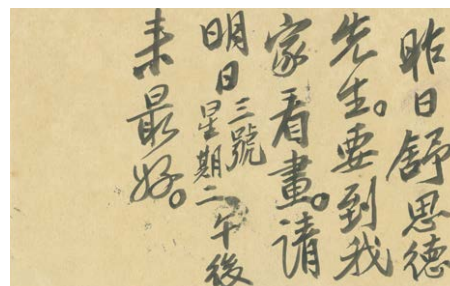 昨日舒思德
先生。要到我
家看畫。請
明日三號星期二午後
来最好。